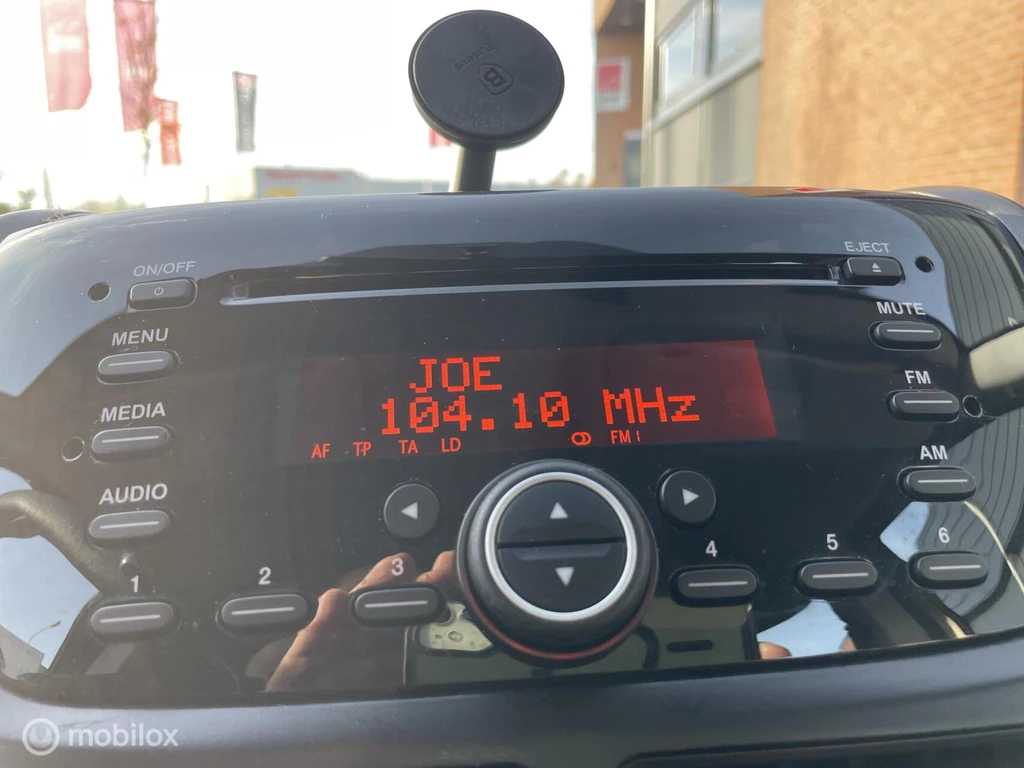 Baseus
B
EJECT
ON/OFF
MUTE
MENU
JOE
FM
104.10 MHz
MEDIA
AF TP TA LD FM I
AM
AUDIO
1 2 3 4 5 6
mobilox